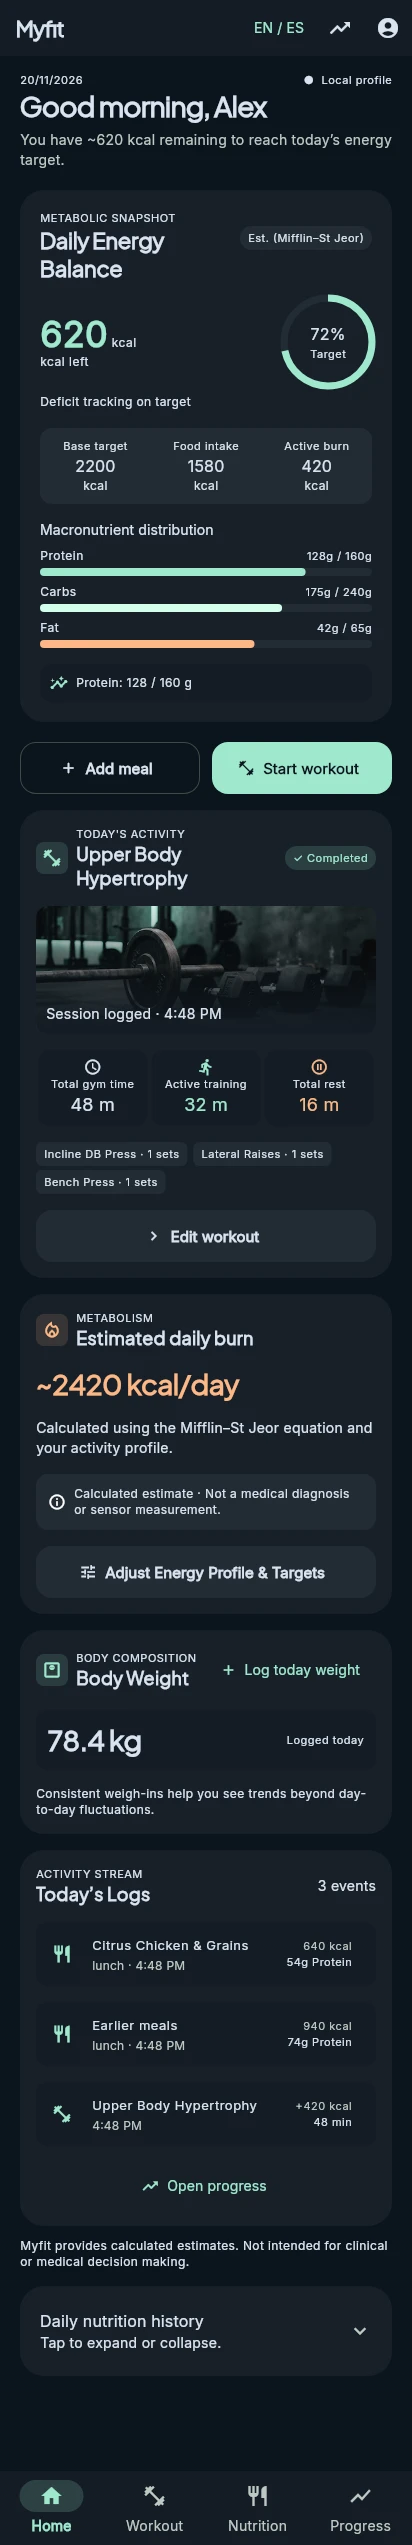 Myfit
EN / ES
20/11/2026
Local profile
Good morning, Alex
You have ~620 kcal remaining to reach today’s energy
target.
METABOLIC SNAPSHOT
Daily Energy
Balance
Est. (Mifflin–St Jeor)
620 kcal
kcal left
72%
Target
Deficit tracking on target
Base target
2200
kcal
Food intake
1580
kcal
Active burn
420
kcal
Macronutrient distribution
Protein
128g / 160g
Carbs
175g / 240g
Fat
42g / 65g
Protein: 128 / 160 g
Add meal
Start workout
TODAY'S ACTIVITY
Upper Body
Hypertrophy
Completed
Session logged · 4:48 PM
Total gym time
48 m
Active training
32 m
Total rest
16 m
Incline DB Press · 1 sets
Lateral Raises · 1 sets
Bench Press · 1 sets
Edit workout
METABOLISM
Estimated daily burn
~2420 kcal/day
Calculated using the Mifflin–St Jeor equation and
your activity profile.
Calculated estimate · Not a medical diagnosis
or sensor measurement.
Adjust Energy Profile & Targets
BODY COMPOSITION
Body Weight
Log today weight
78.4 kg
Logged today
Consistent weigh-ins help you see trends beyond day-
to-day fluctuations.
ACTIVITY STREAM
Today’s Logs
3 events
Citrus Chicken & Grains
lunch · 4:48 PM
640 kcal
54g Protein
Earlier meals
lunch · 4:48 PM
940 kcal
74g Protein
Upper Body Hypertrophy
4:48 PM
+420 kcal
48 min
Open progress
Myfit provides calculated estimates. Not intended for clinical
or medical decision making.
Daily nutrition history
Tap to expand or collapse.
Home
Workout
Nutrition
Progress